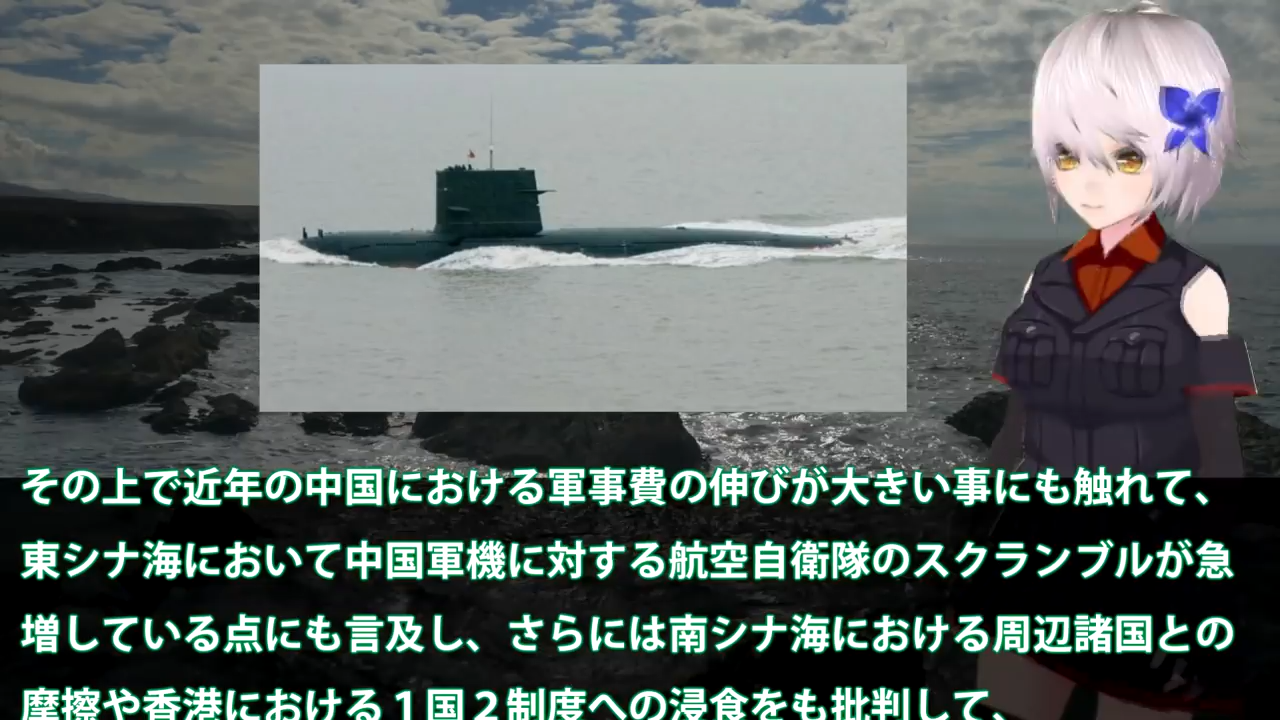 その上で近年の中国における軍事費の伸びが大きい事にも触れて、
東シナ海において中国軍機に対する航空自衛隊のスクランブルが急
増している点にも言及し、さらには南シナ海における周辺諸国との
摩擦や香港における１国２制度への浸食をも批判して、